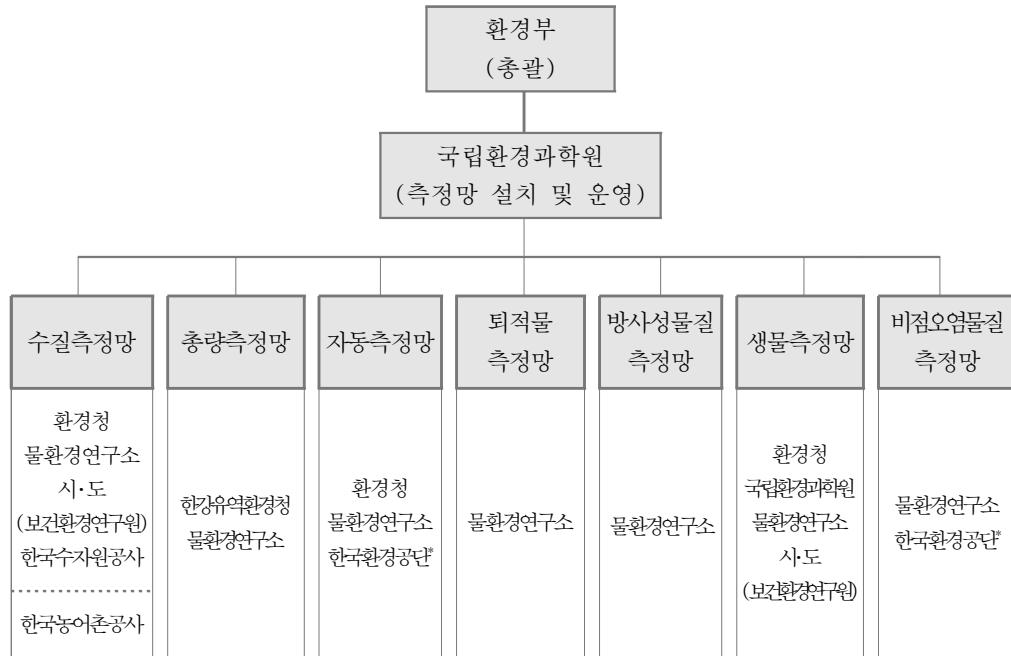 환경부
(총괄)
국립환경과학원
(측정망 설치 및 운영)
수질측정망
총량측정망
자동측정망
퇴적물
측정망
방사성물질
측정망
생물측정망
비점오염물질
측정망
환경청
물환경연구소
시·도
(보건환경연구원)
한국수자원공사
한국농어촌공사
한강유역환경청
물환경연구소
환경청
물환경연구소
한국환경공단*
물환경연구소
물환경연구소
환경청
국립환경과학원
물환경연구소
시·도
(보건환경연구원)
물환경연구소
한국환경공단*